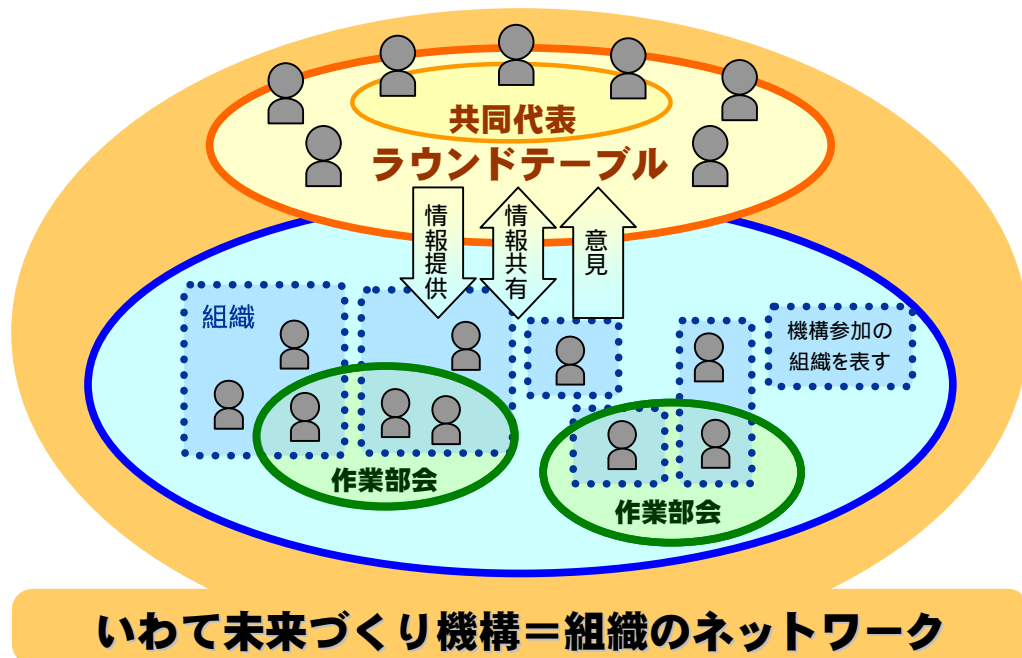 共同代表
ラウンドテーブル
情報提供
情報共有
意見
組織
機構参加の
組織を表す
作業部会
作業部会
いわて未来づくり機構＝組織のネットワーク